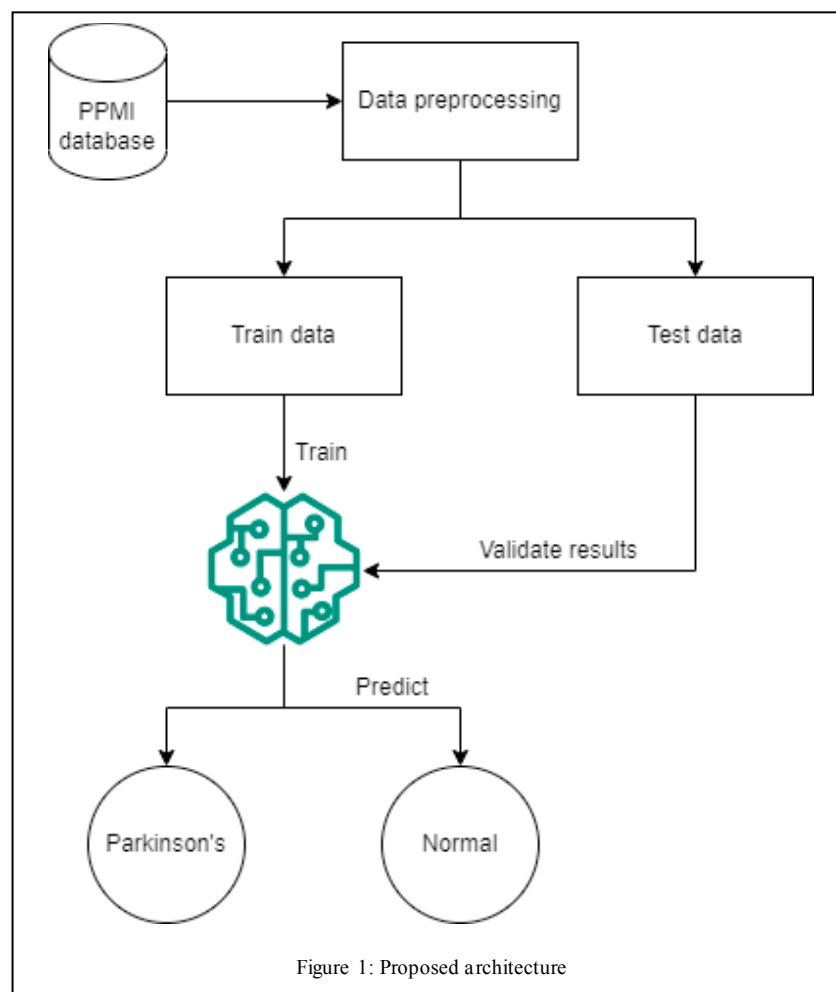 PPMI
database
Data preprocessing
Train data
Test data
Train
Validate results
Predict
Parkinson's
Normal
Figure 1: Proposed architecture